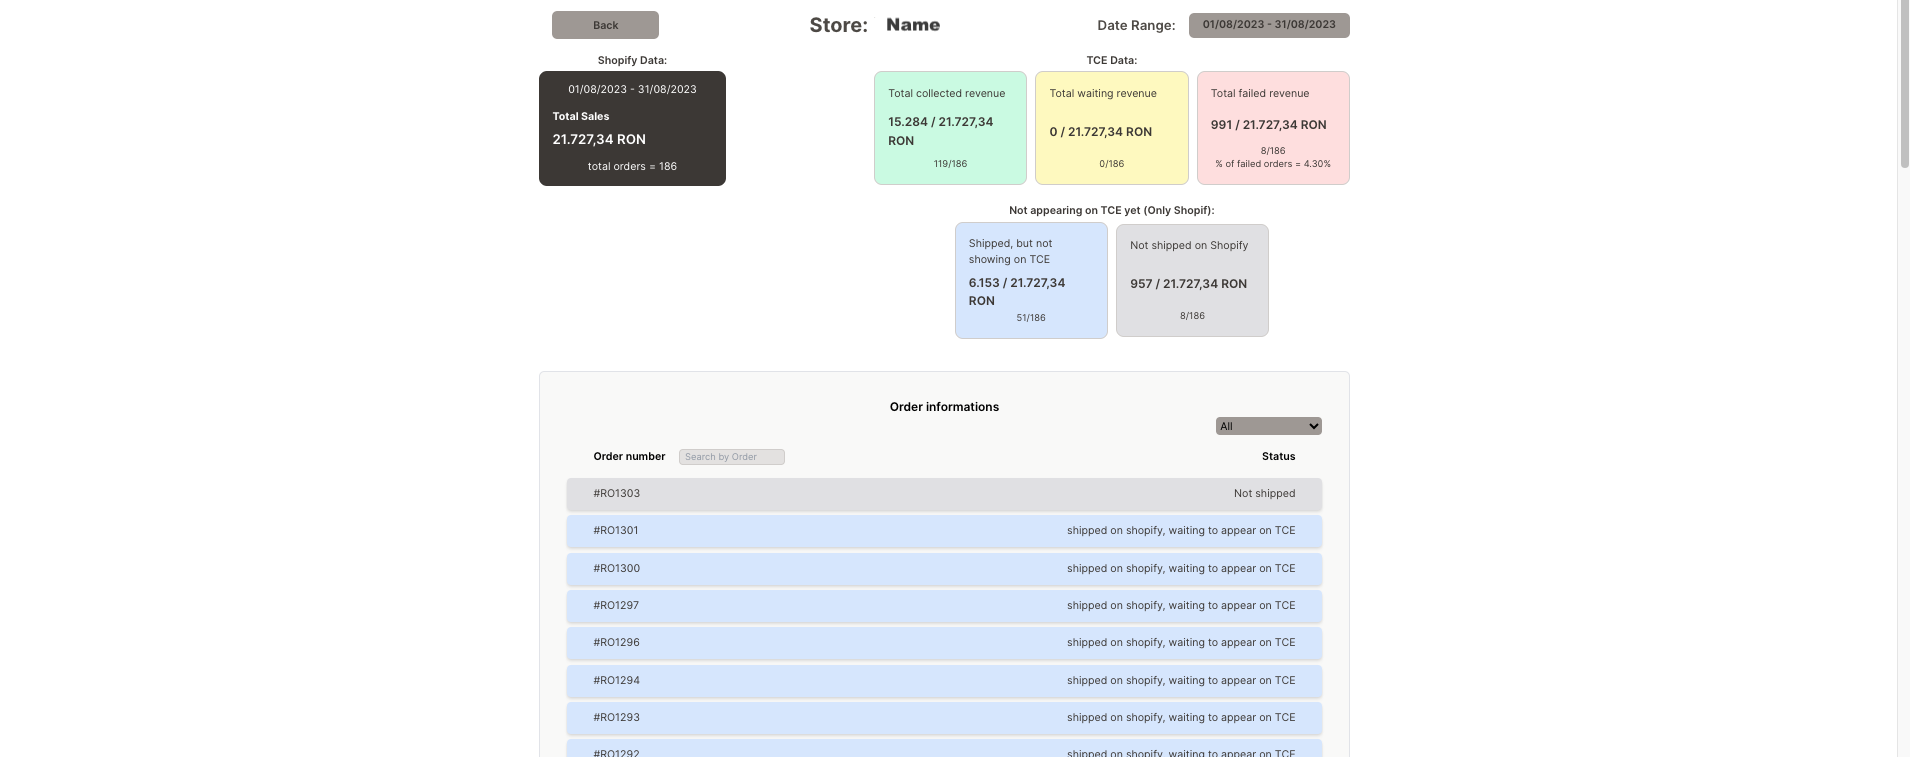 Back
Store: Name
Date Range: 01/08/2023 - 31/08/2023
Shopify Data:
01/08/2023 - 31/08/2023
Total Sales
21.727,34 RON
total orders = 186
TCE Data:
Total collected revenue
15.284 / 21.727,34
RON
119/186
Total waiting revenue
0 / 21.727,34 RON
0/186
Total failed revenue
991 / 21.727,34 RON
8/186
% of failed orders = 4.30%
Not appearing on TCE yet (Only Shopif):
Shipped, but not
showing on TCE
6.153 / 21.727,34
RON
51/186
Not shipped on Shopify
957 / 21.727,34 RON
8/186
Order informations
All
Order number Search by Order Status
#RO1303 Not shipped
#RO1301 shipped on shopify, waiting to appear on TCE
#RO1300 shipped on shopify, waiting to appear on TCE
#RO1297 shipped on shopify, waiting to appear on TCE
#RO1296 shipped on shopify, waiting to appear on TCE
#RO1294 shipped on shopify, waiting to appear on TCE
#RO1293 shipped on shopify, waiting to appear on TCE
#RO1292 shipped on shopify, waiting to appear on TCE